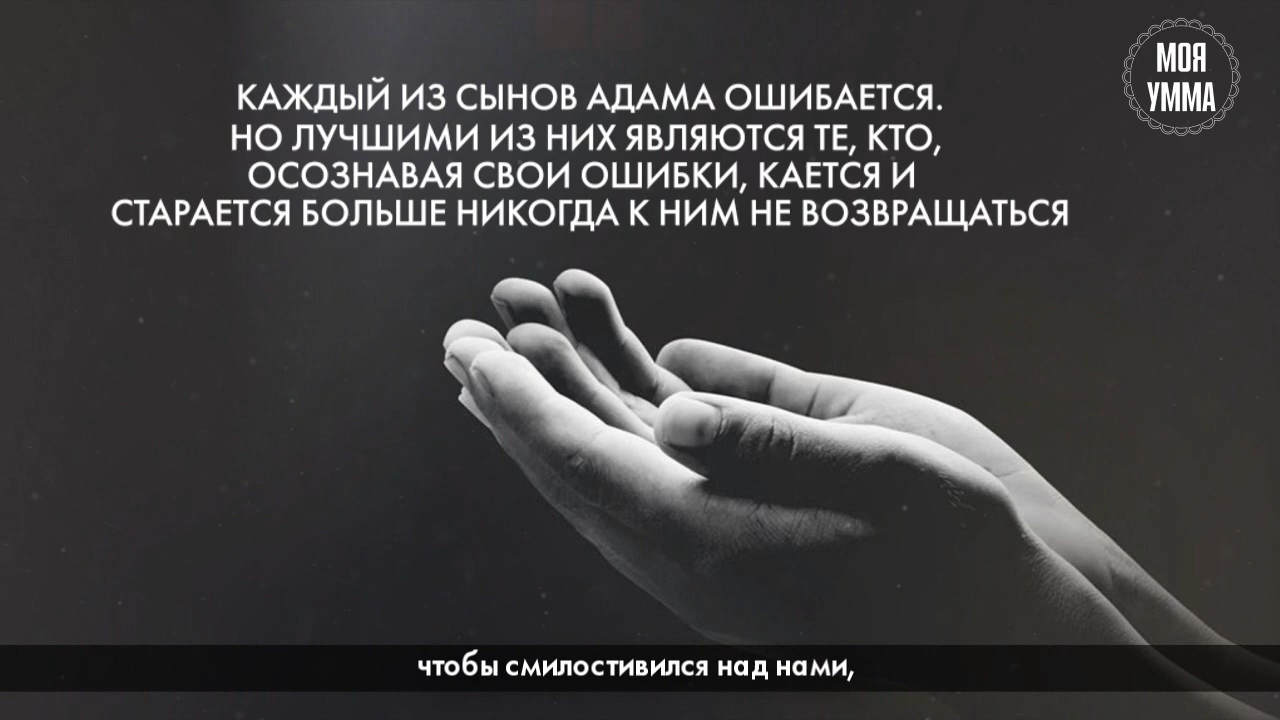 МОЯ
УММА
КАЖДЫЙ ИЗ СЫНОВ АДАМА ОШИБАЕТСЯ.
НО ЛУЧШИМИ ИЗ НИХ ЯВЛЯЮТСЯ ТЕ, КТО,
ОСОЗНАВАЯ СВОИ ОШИБКИ, КАЕТСЯ И
СТАРАЕТСЯ БОЛЬШЕ НИКОГДА К НИМ НЕ ВОЗВРАЩАТЬСЯ
чтобы смилостивился над нами,